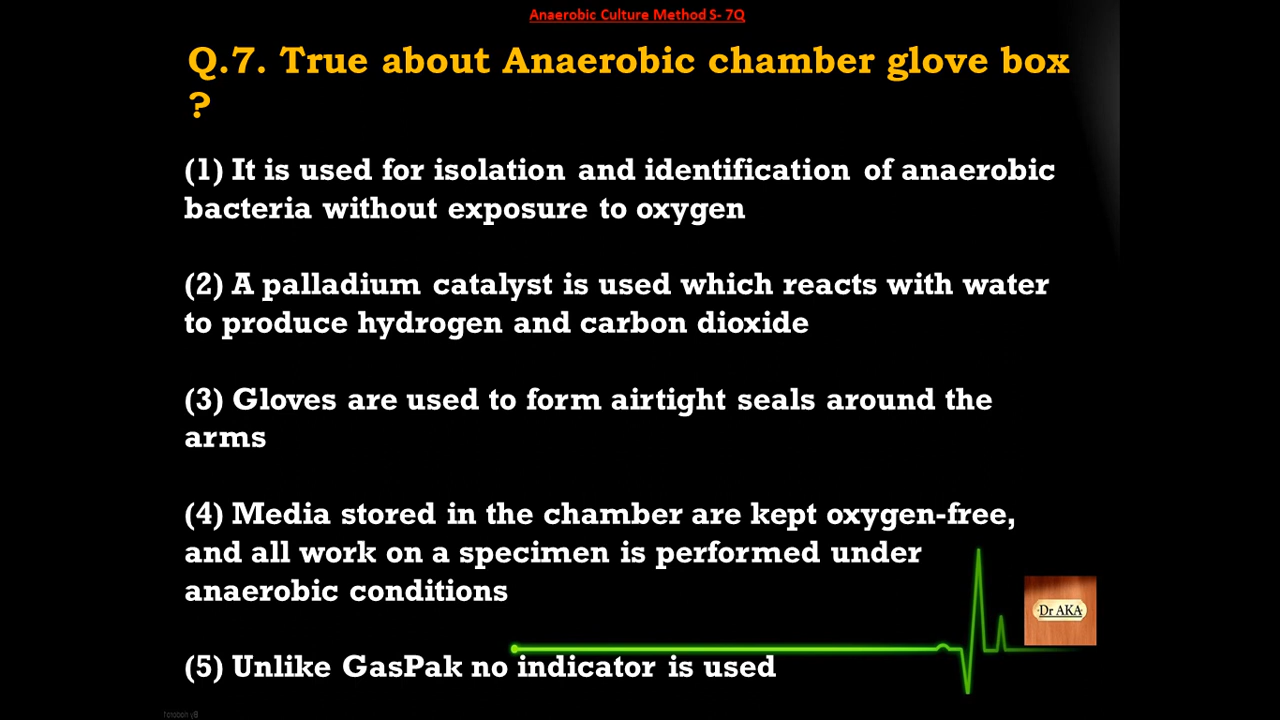 Anaerobic Culture Method S- 7Q
Q.7. True about Anaerobic chamber glove box
?
(1) It is used for isolation and identification of anaerobic
bacteria without exposure to oxygen
(2) A palladium catalyst is used which reacts with water
to produce hydrogen and carbon dioxide
(3) Gloves are used to form airtight seals around the
arms
(4) Media stored in the chamber are kept oxygen-free,
and all work on a specimen is performed under
anaerobic conditions
Dr AKA
(5) Unlike GasPak no indicator is used